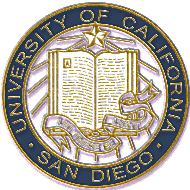 UNIVERSITY OF CALIFORNIA
· SAN DIEGO ·